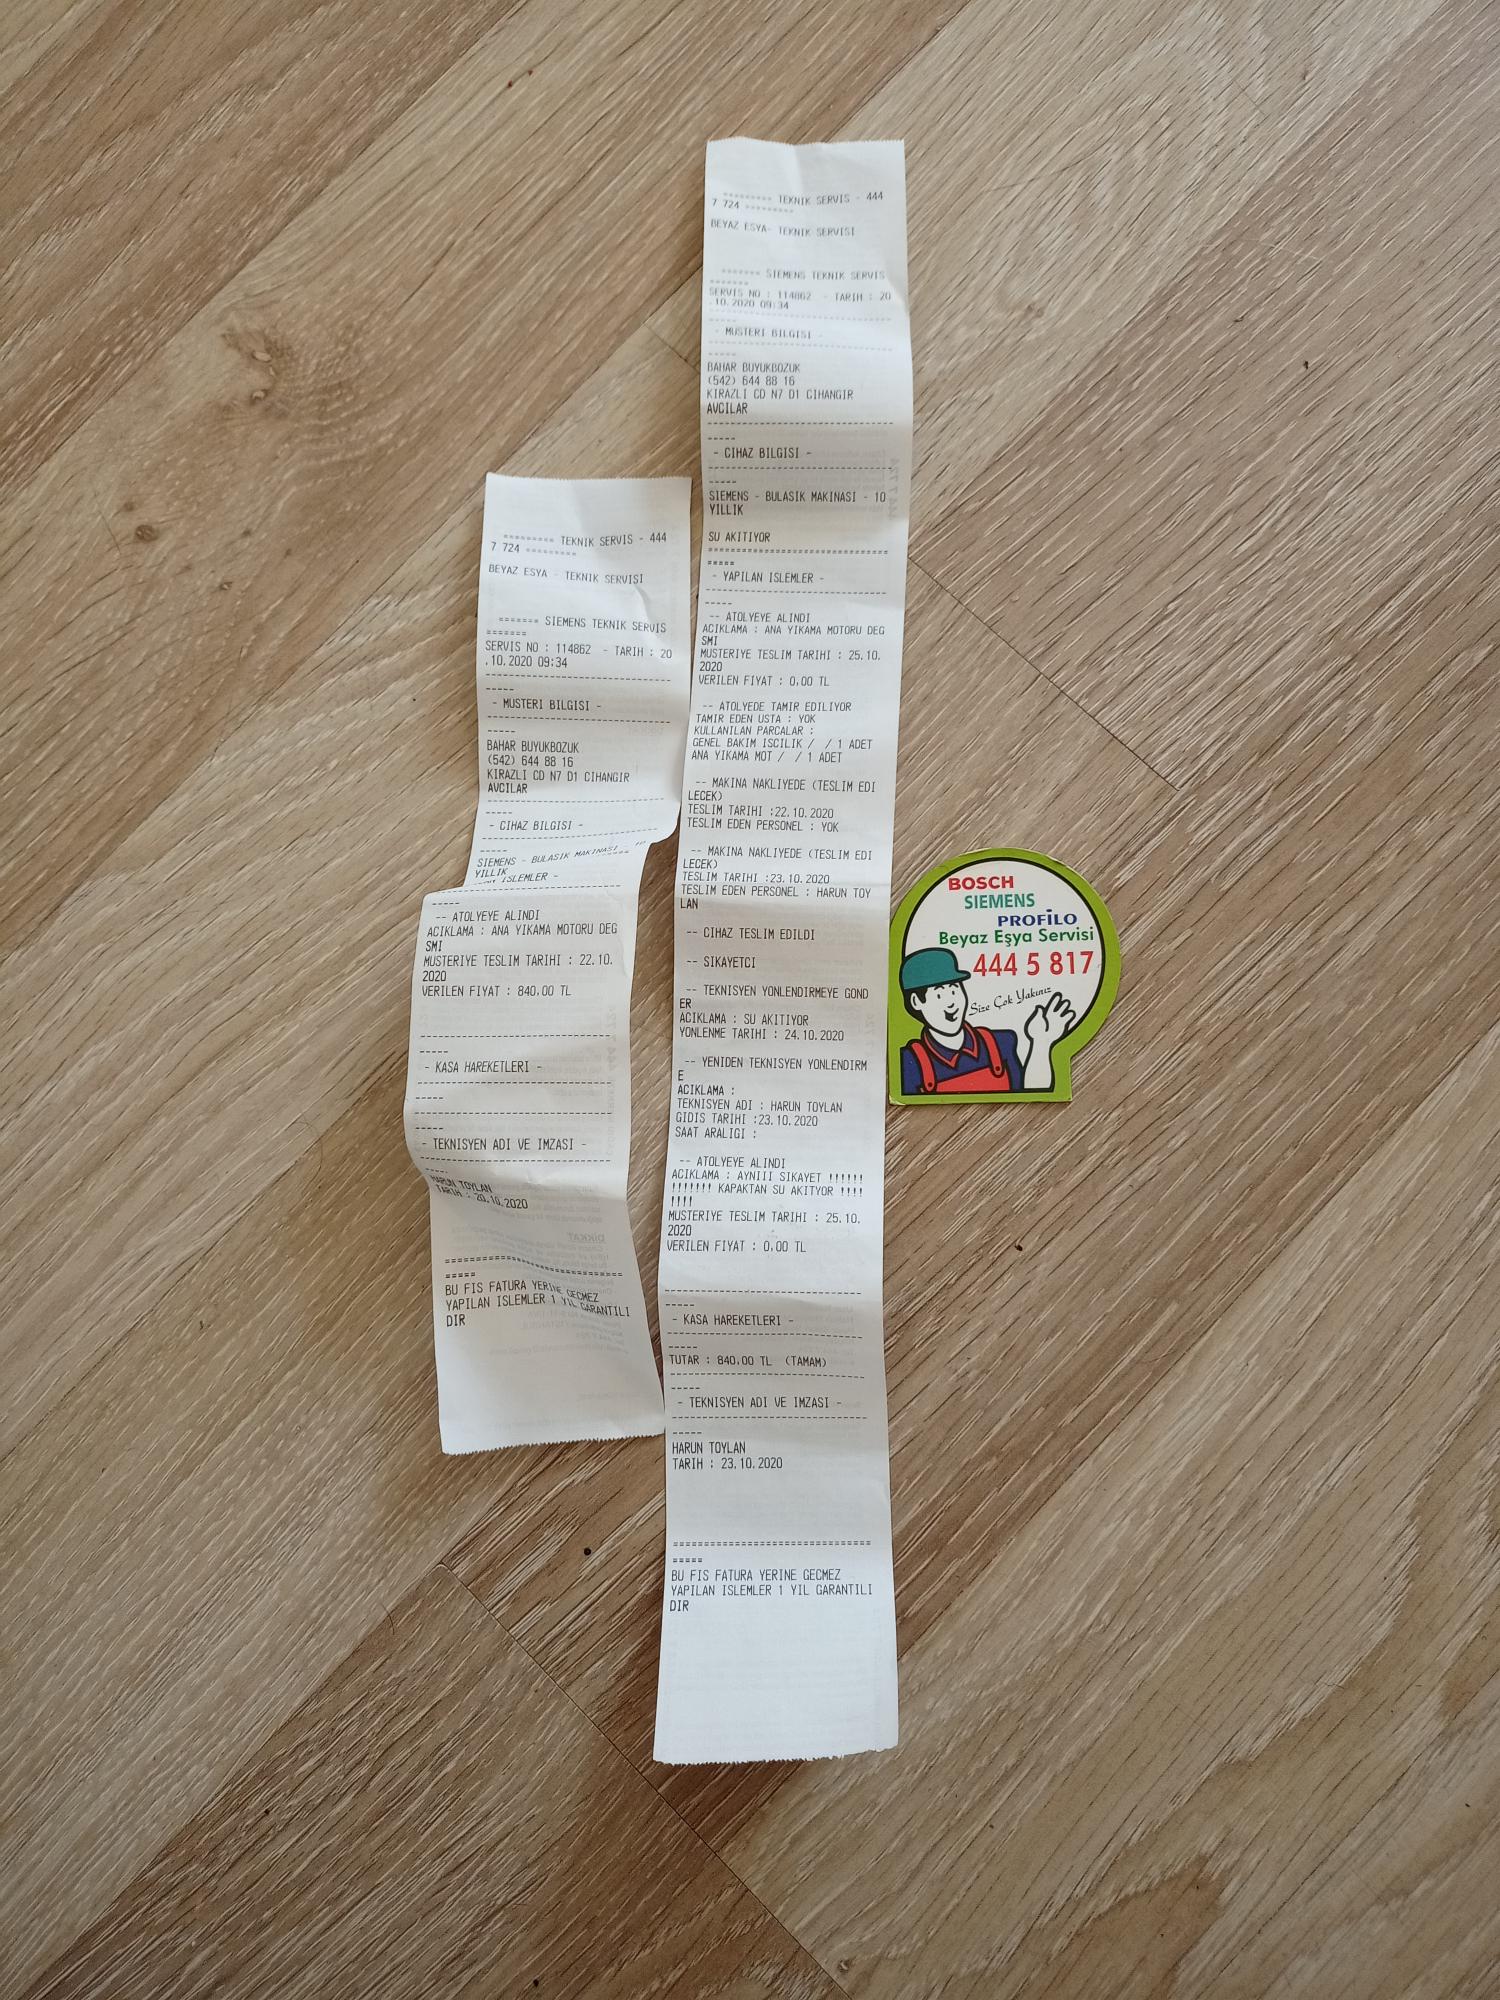 ========= TEKNIK SERVIS - 444
7 724 =========
BEYAZ ESYA - TEKNIK SERVISI
======= SIEMENS TEKNIK SERVIS
=======
SERVIS NO : 114862 - TARIH : 20
.10.2020 09:34
-----
- MUSTERI BILGISI -
-----
BAHAR BUYUKBOZUK
(542) 644 88 16
KIRAZLI CD N7 D1 CIHANGIR
AVCILAR
-----
- CIHAZ BILGISI -
-----
SIEMENS - BULASIK MAKINASI - 10
YILLIK
ISLEMLER -
-----
-- ATOLYEYE ALINDI
ACIKLAMA : ANA YIKAMA MOTORU DEG
SMI
MUSTERIYE TESLIM TARIHI : 22.10.
2020
VERILEN FIYAT : 840,00 TL
-----
- KASA HAREKETLERI -
-----
-----
- TEKNISYEN ADI VE IMZASI -
-----
HARUN TOYLAN
TARIH : 20.10.2020
=====
BU FIS FATURA YERINE GECMEZ
YAPILAN ISLEMLER 1 YIL GARANTILI
DIR
========= TEKNIK SERVIS - 444
7 724 =========
BEYAZ ESYA- TEKNIK SERVISI
======= SIEMENS TEKNIK SERVIS
=======
SERVIS NO : 114862 - TARIH : 20
.10.2020 09:34
-----
- MUSTERI BILGISI -
-----
BAHAR BUYUKBOZUK
(542) 644 88 16
KIRAZLI CD N7 D1 CIHANGIR
AVCILAR
-----
- CIHAZ BILGISI -
-----
SIEMENS - BULASIK MAKINASI - 10
YILLIK
SU AKITIYOR
=====
- YAPILAN ISLEMLER -
-----
-- ATOLYEYE ALINDI
ACIKLAMA : ANA YIKAMA MOTORU DEG
SMI
MUSTERIYE TESLIM TARIHI : 25.10.
2020
VERILEN FIYAT : 0,00 TL
-- ATOLYEDE TAMIR EDILIYOR
TAMIR EDEN USTA : YOK
KULLANILAN PARCALAR :
GENEL BAKIM ISCILIK / / 1 ADET
ANA YIKAMA MOT / / 1 ADET
-- MAKINA NAKLIYEDE (TESLIM EDI
LECEK)
TESLIM TARIHI :22.10.2020
TESLIM EDEN PERSONEL : YOK
-- MAKINA NAKLIYEDE (TESLIM EDI
LECEK)
TESLIM TARIHI :23.10.2020
TESLIM EDEN PERSONEL : HARUN TOY
LAN
-- CIHAZ TESLIM EDILDI
-- SIKAYETCI
-- TEKNISYEN YONLENDIRMEYE GOND
ER
ACIKLAMA : SU AKITIYOR
YONLENME TARIHI : 24.10.2020
-- YENIDEN TEKNISYEN YONLENDIRM
E
ACIKLAMA :
TEKNISYEN ADI : HARUN TOYLAN
GIDIS TARIHI :23.10.2020
SAAT ARALIGI :
-- ATOLYEYE ALINDI
ACIKLAMA : AYNIII SIKAYET !!!!!!
!!!!!!! KAPAKTAN SU AKITYOR !!!!
!!!!
MUSTERIYE TESLIM TARIHI : 25.10.
2020
VERILEN FIYAT : 0,00 TL
-----
- KASA HAREKETLERI -
-----
TUTAR : 840,00 TL (TAMAM)
-----
- TEKNISYEN ADI VE IMZASI -
-----
HARUN TOYLAN
TARIH : 23.10.2020
=====
BU FIS FATURA YERINE GECMEZ
YAPILAN ISLEMLER 1 YIL GARANTILI
DIR
BOSCH
SIEMENS
PROFİLO
Beyaz Eşya Servisi
444 5 817
Size Çok Yakınız